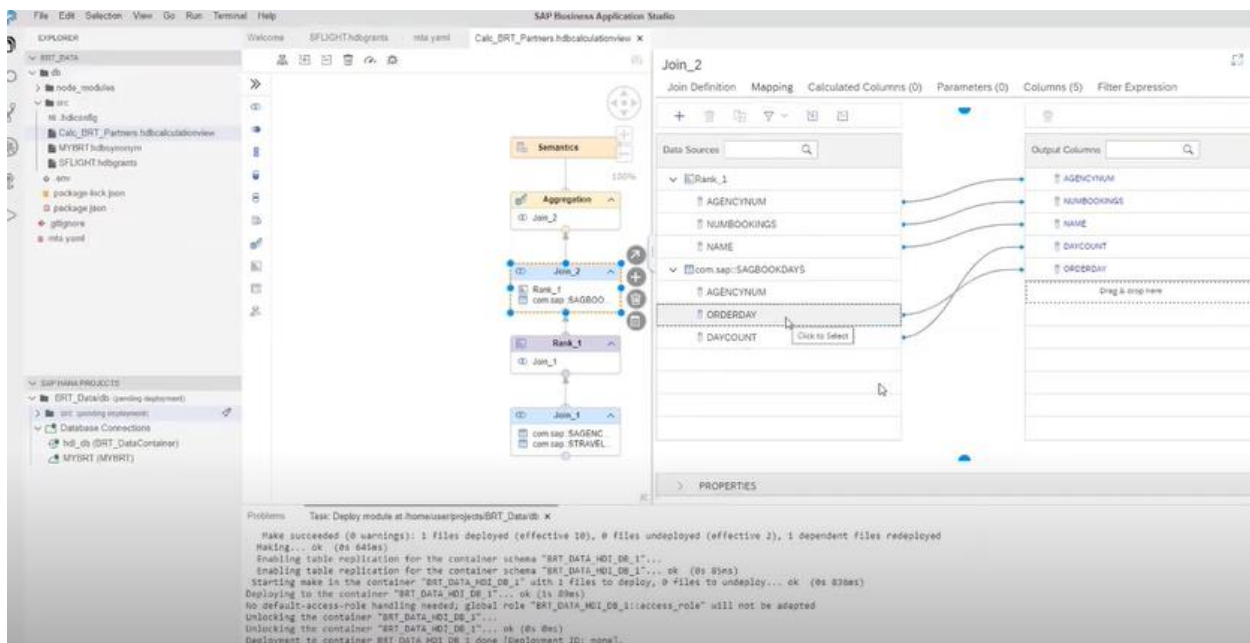 File Edit Selection View Go Run Terminal Help
SAP Business Application Studio
EXPLORER
BRT_DATA
db
node_modules
src
.hdiconfig
Calc_BRT_Partners.hdbcalculationview
MYBRT.hdbsynonym
SFLIGHT.hdbgrants
.env
package-lock.json
package.json
.gitignore
mta.yaml
SAP HANA PROJECTS
BRT_Data/db (pending deployment)
src (pending deployment)
Database Connections
hdi_db (BRT_DataContainer)
MYBRT (MYBRT)
Welcome SFLIGHT.hdbgrants mta.yaml Calc_BRT_Partners.hdbcalculationview ×
100%
Semantics
Aggregation
Join_2
Join_2
Rank_1
com.sap::SAGBOO...
Rank_1
Join_1
Join_1
com.sap::SAGENC...
com.sap::STRAVEL...
Join_2
Join Definition Mapping Calculated Columns (0) Parameters (0) Columns (5) Filter Expression
Data Sources
Rank_1
AGENCYNUM
NUMBOOKINGS
NAME
com.sap::SAGBOOKDAYS
AGENCYNUM
ORDERDAY
DAYCOUNT
Click to Select
Output Columns
AGENCYNUM
NUMBOOKINGS
NAME
DAYCOUNT
ORDERDAY
Drag & drop here
PROPERTIES
Problems Task: Deploy module at /home/user/projects/BRT_Data/db ×
Make succeeded (0 warnings): 1 files deployed (effective 10), 0 files undeployed (effective 2), 1 dependent files redeployed
Making... ok (0s 645ms)
Enabling table replication for the container schema "BRT_DATA_HDI_DB_1"...
Enabling table replication for the container schema "BRT_DATA_HDI_DB_1"... ok (0s 85ms)
Starting make in the container "BRT_DATA_HDI_DB_1" with 1 files to deploy, 0 files to undeploy... ok (0s 836ms)
Deploying to the container "BRT_DATA_HDI_DB_1"... ok (1s 89ms)
No default-access-role handling needed; global role "BRT_DATA_HDI_DB_1::access_role" will not be adapted
Unlocking the container "BRT_DATA_HDI_DB_1"...
Unlocking the container "BRT_DATA_HDI_DB_1"... ok (0s 0ms)
Deployment to container BRT_DATA_HDI_DB_1 done [Deployment ID: none].